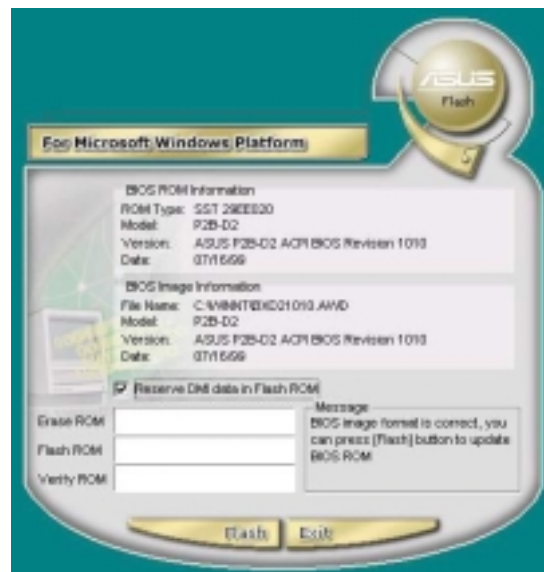 ASUS
Flash
For Microsoft Windows Platform
BIOS ROM Information
ROM Type: SST 29EE020
Model: P2B-D2
Version: ASUS P2B-D2 ACPI BIOS Revision 1010
Date: 07/16/99
BIOS Image Information
File Name: C:\WINNT\BXD21010.AWD
Model: P2B-D2
Version: ASUS P2B-D2 ACPI BIOS Revision 1010
Date: 07/16/99
Reserve DMI data in Flash ROM
Erase ROM
Flash ROM
Verify ROM
Message
BIOS image format is correct, you
can press [Flash] button to update
BIOS ROM
Flash
Exit